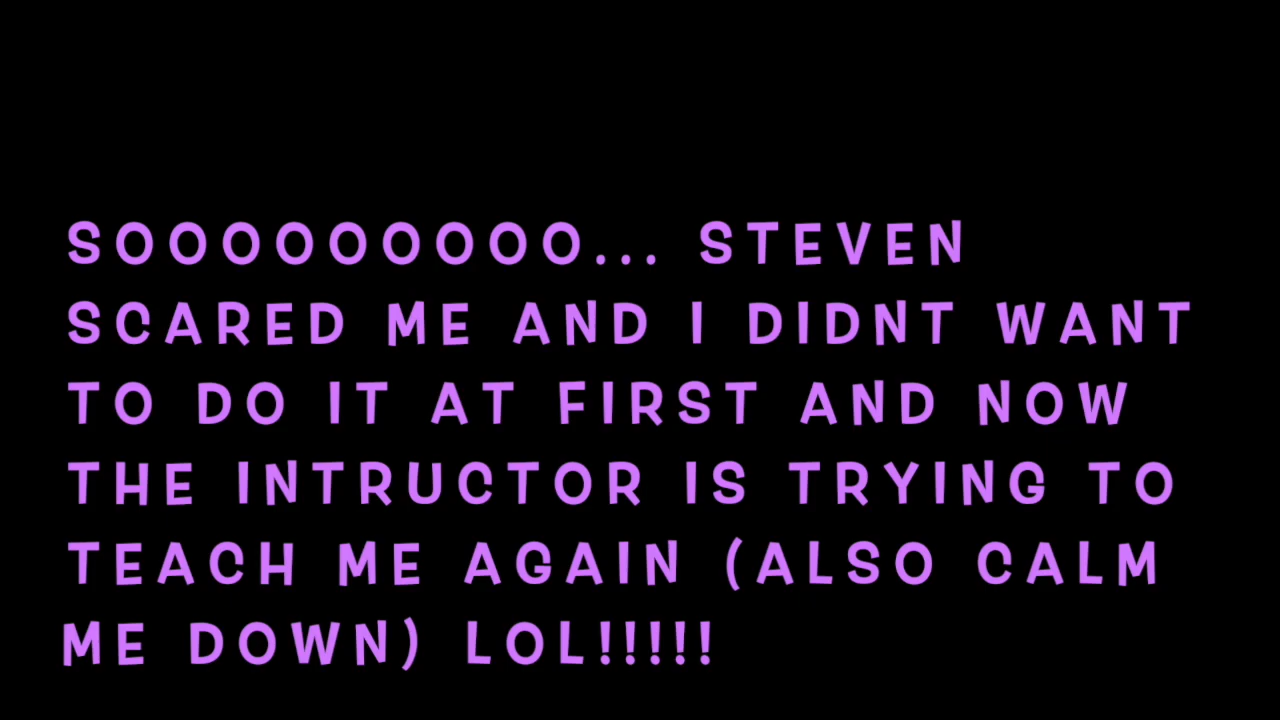 SOOOOOOOOO... STEVEN
SCARED ME AND I DIDNT WANT
TO DO IT AT FIRST AND NOW
THE INTRUCTOR IS TRYING TO
TEACH ME AGAIN (ALSO CALM
ME DOWN) LOL!!!!!